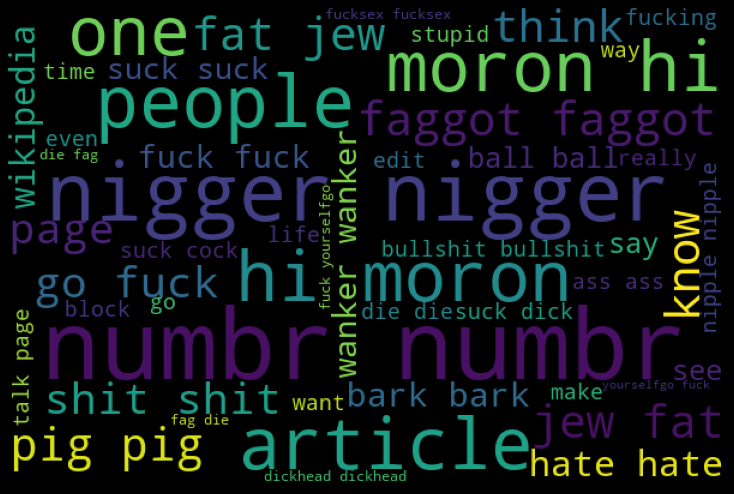 fucksex fucksex
one
fat jew
stupid
think
fucking
time
suck suck
moron hi
way
wikipedia
people
faggot faggot
even
die fag
fuck fuck
wanker wanker
edit
ball ball
really
nigger nigger
nipple nipple
page
suck cock
life
fuck yourselfgo
bullshit bullshit
say
know
go fuck
hi
moron
ass ass
block
go
die die
suck dick
talk page
numbr numbr
see
shit shit
want
bark bark
make
yourselfgo fuck
fag die
jew fat
pig pig
article
hate hate
dickhead dickhead